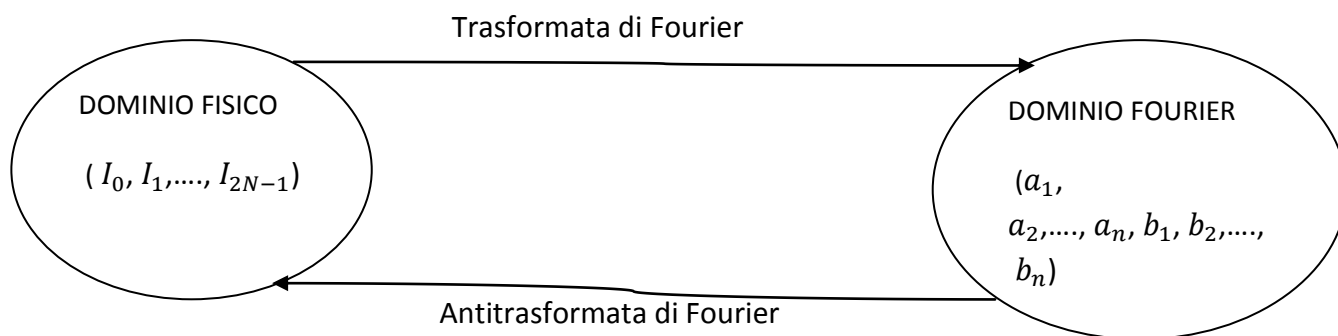 Trasformata di Fourier
DOMINIO FISICO
( I₀, I₁,...., I₂N₋₁)
DOMINIO FOURIER
(a₁,
a₂,...., aₙ, b₁, b₂,....,
bₙ)
Antitrasformata di Fourier